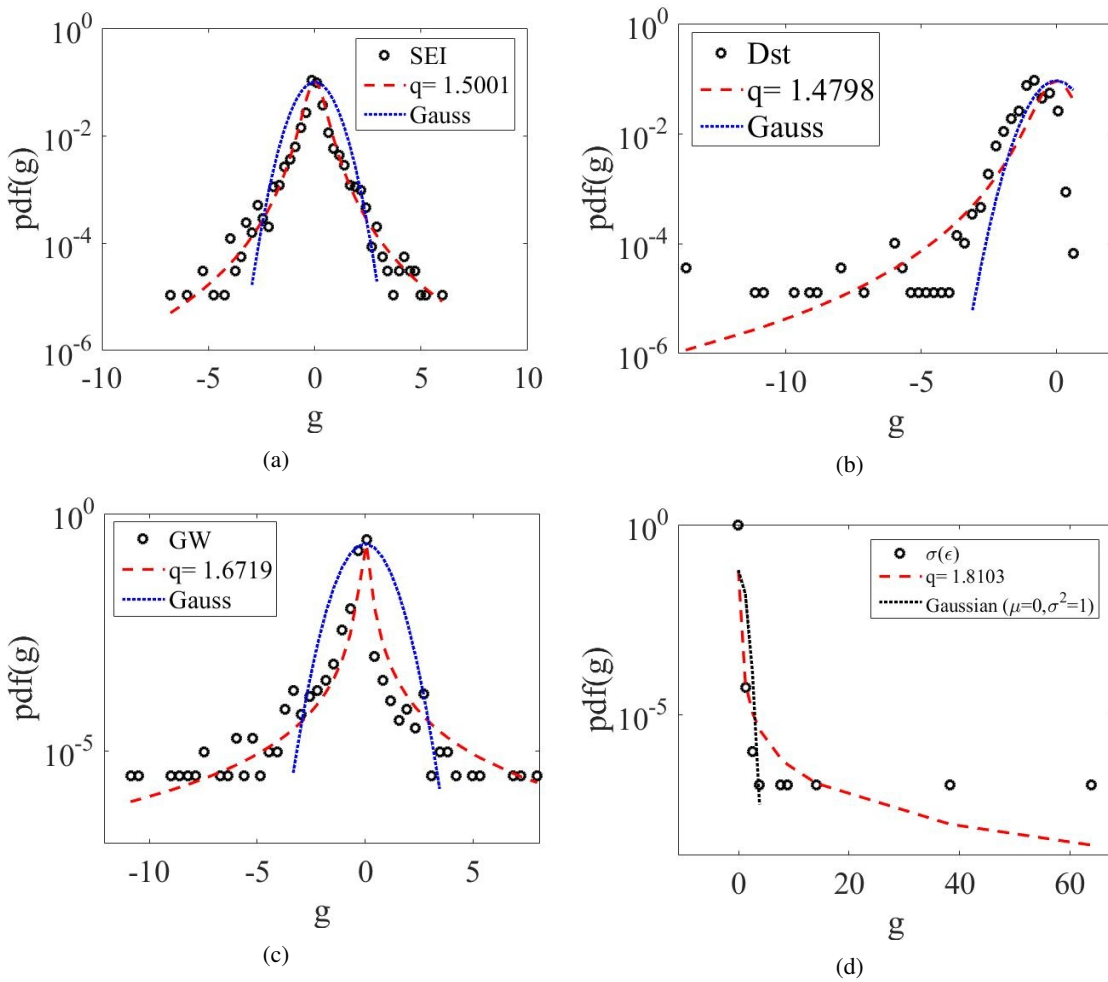 10^0
10^-2
10^-4
10^-6
pdf(g)
-10 -5 0 5 10
g
SEI
q= 1.5001
Gauss
(a)
10^0
10^-2
10^-4
10^-6
pdf(g)
-10 -5 0
g
Dst
q= 1.4798
Gauss
(b)
10^0
10^-5
pdf(g)
-10 -5 0 5
g
GW
q= 1.6719
Gauss
(c)
10^0
10^-5
pdf(g)
0 20 40 60
g
σ(ϵ)
q= 1.8103
Gaussian (μ=0,σ^2=1)
(d)